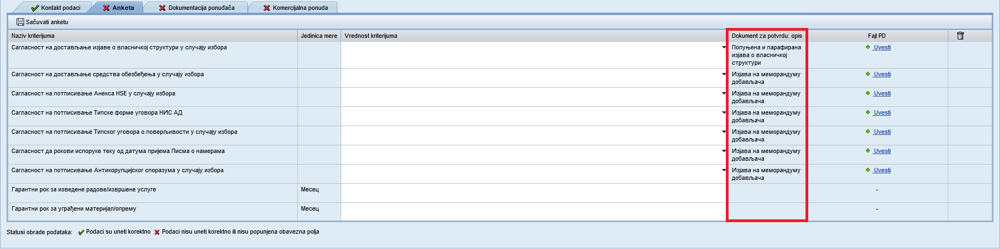 Kontakt podaci Anketa Dokumentacija ponuđača Komercijalna ponuda
Sačuvati anketu
Naziv kriterijuma Jedinica mere Vrednost kriterijuma Dokument za potvrdu: opis Fajl PD
Сагласност на достављање изјаве о власничкој структури у случају избора Попуњена и парафирана Uvesti
изјава о власничкој
структури
Сагласност на достављање средства обезбеђења у случају избора Изјава на меморандуму Uvesti
добављача
Сагласност на потписивање Анекса HSE у случају избора Изјава на меморандуму Uvesti
добављача
Сагласност на потписивање Типске форме уговора НИС АД Изјава на меморандуму Uvesti
добављача
Сагласност на потписивање Типског уговора о поверљивости у случају избора Изјава на меморандуму Uvesti
добављача
Сагласност да рокови испоруке теку од датума пријема Писма о намерама Изјава на меморандуму Uvesti
добављача
Сагласност на потписивање Антикорупцијског споразума у случају избора Изјава на меморандуму Uvesti
добављача
Гарантни рок за изведене радове/извршене услуге Месец -
Гарантни рок за уграђени материјал/опрему Месец -
Statusi obrade podataka: Podaci su uneti korektno Podaci nisu uneti korektno ili nisu popunjena obavezna polja